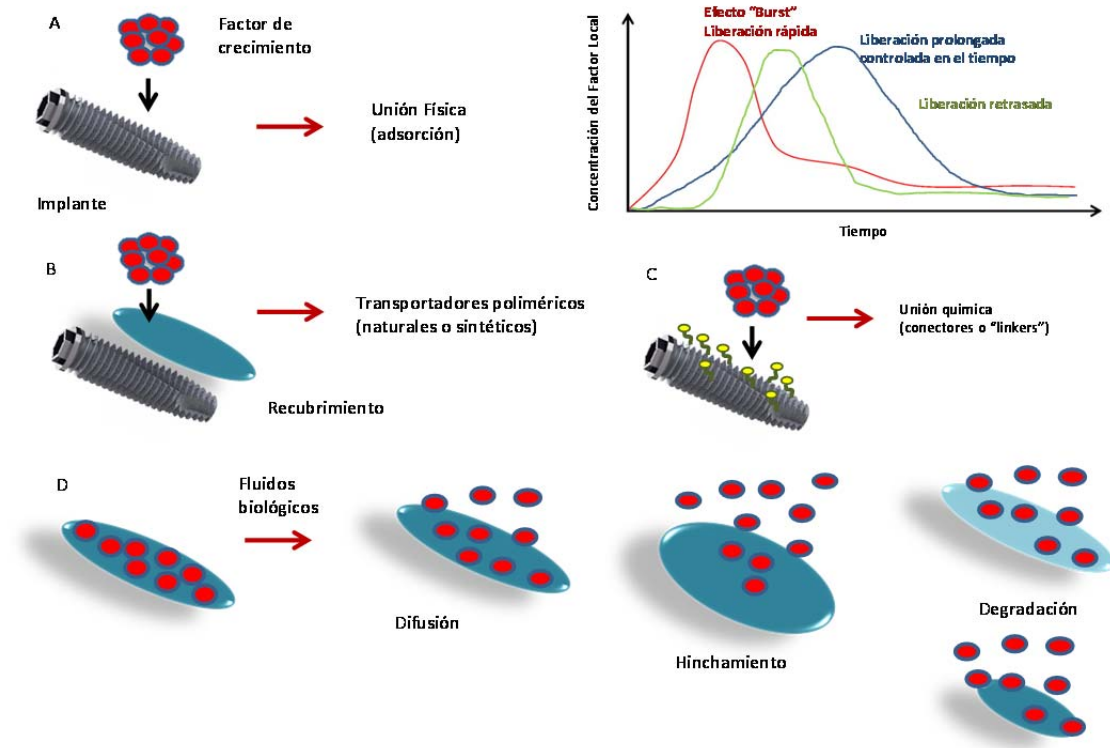 A
Factor de
crecimiento
Unión Física
(adsorción)
Implante
Efecto "Burst"
Liberación rápida
Liberación prolongada
controlada en el tiempo
Liberación retrasada
Concentración del Factor Local
Tiempo
B
Transportadores poliméricos
(naturales o sintéticos)
Recubrimiento
C
Unión quimica
(conectores o "linkers")
D
Fluidos
biológicos
Difusión
Hinchamiento
Degradación